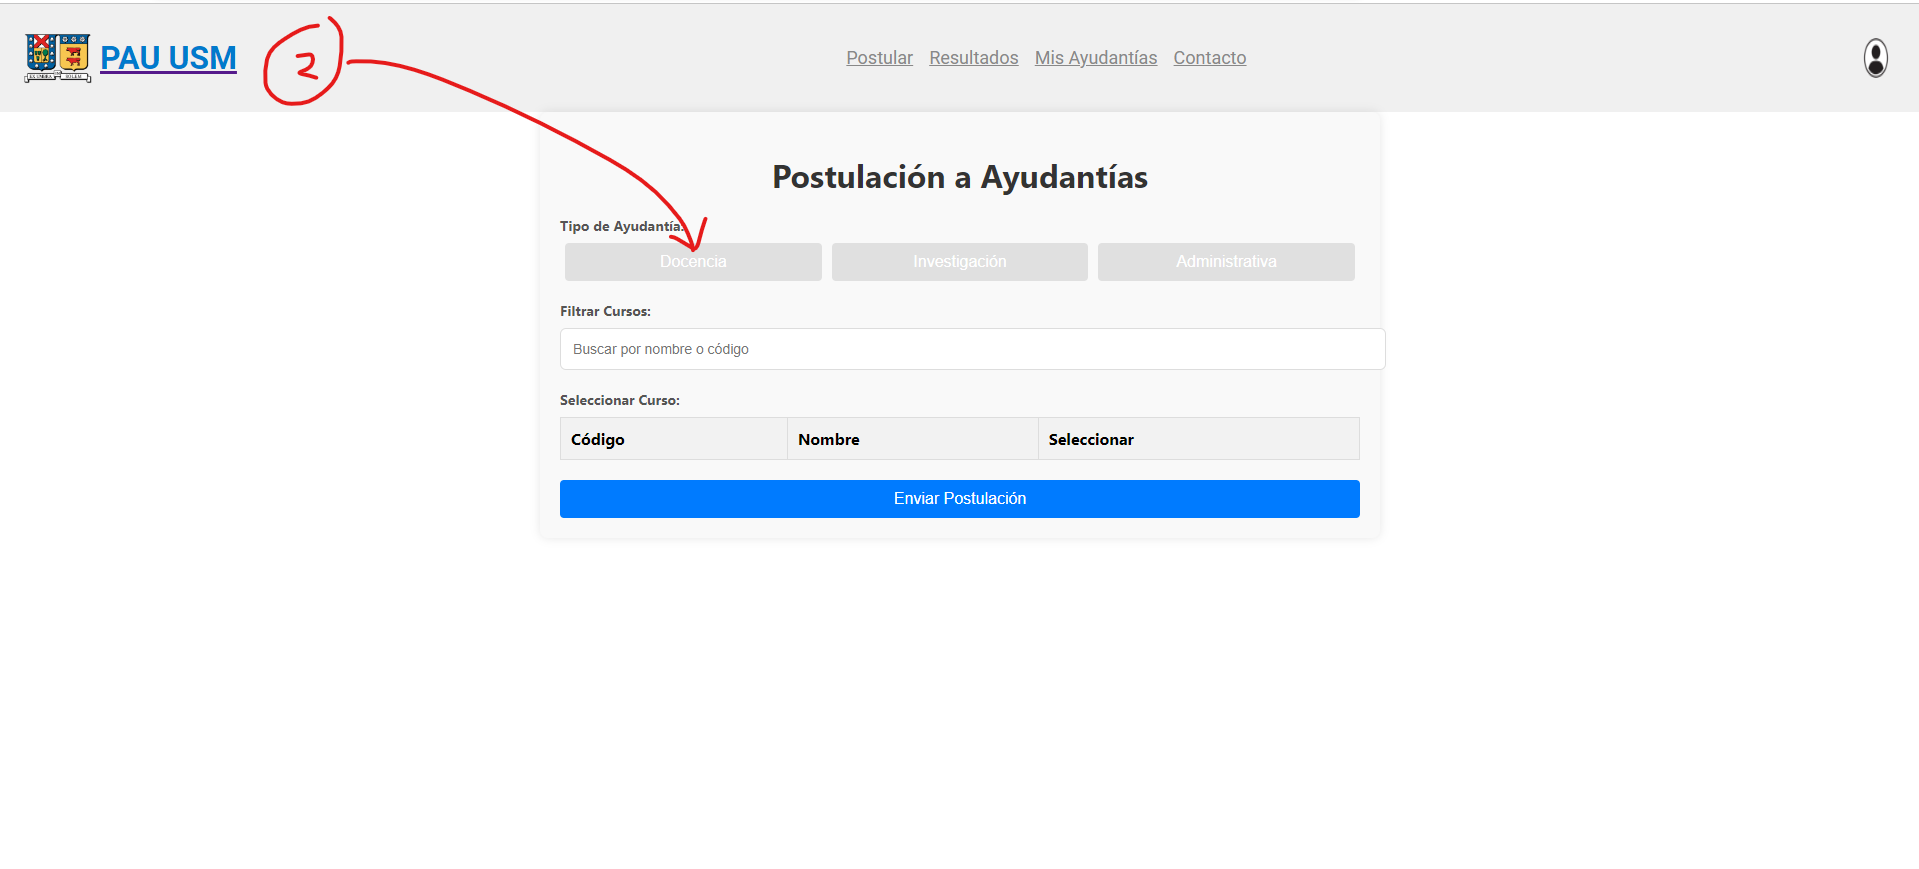 PAU USM
2
Postular Resultados Mis Ayudantías Contacto
Postulación a Ayudantías
Tipo de Ayudantía:
Docencia Investigación Administrativa
Filtrar Cursos:
Buscar por nombre o código
Seleccionar Curso:
Código Nombre Seleccionar
Enviar Postulación